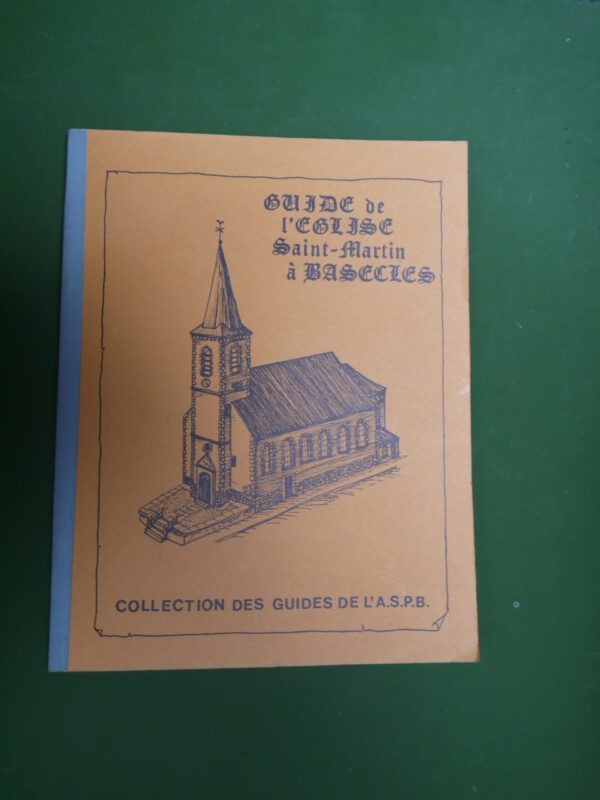 GUIDE de
l'EGLISE
Saint-Martin
à BASECLES
COLLECTION DES GUIDES DE L'A.S.P.B.